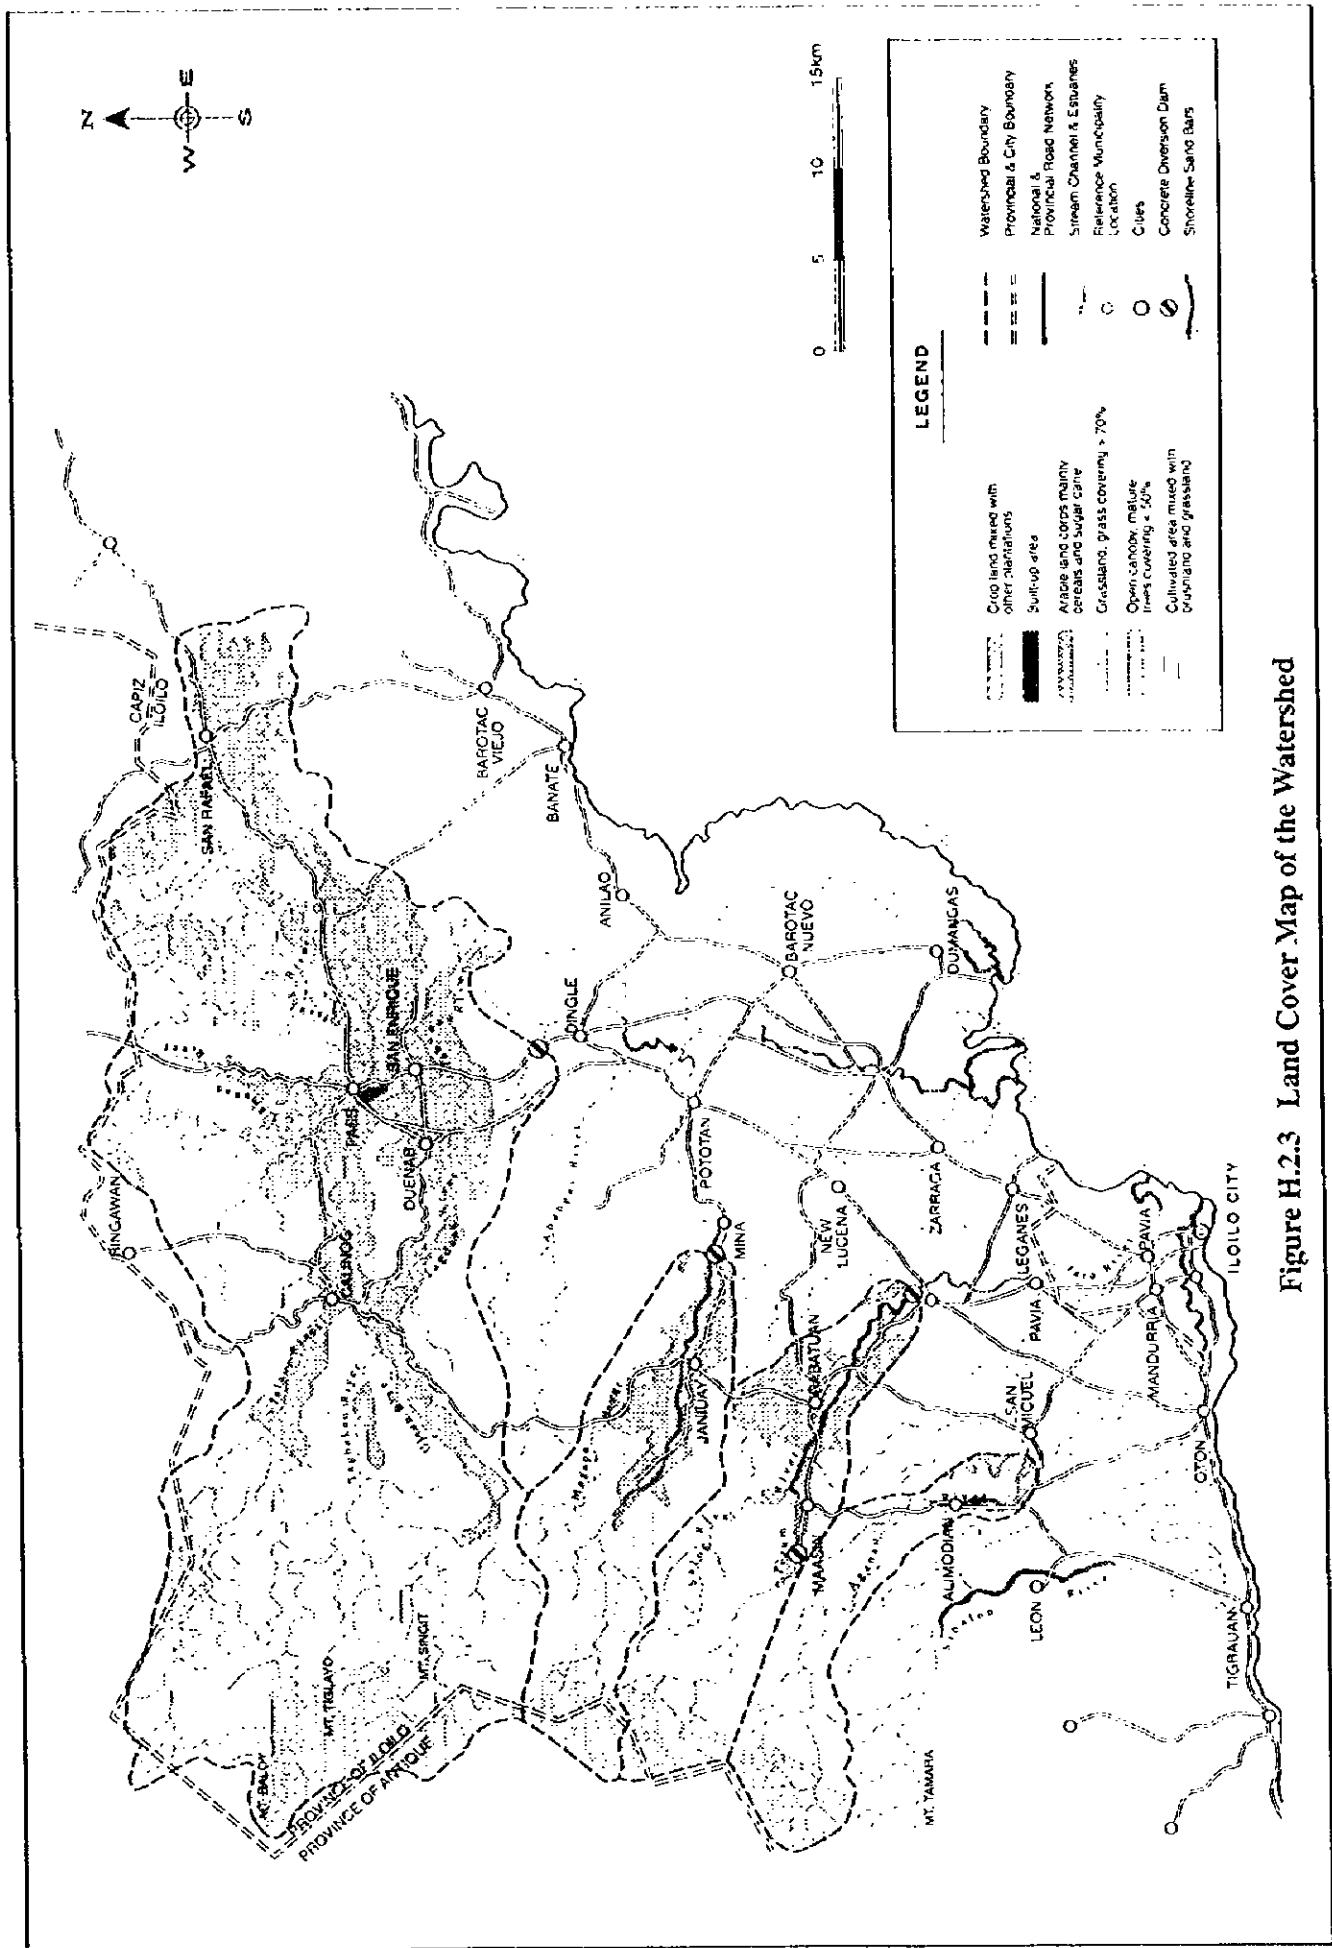 N
W E
S
0 5 10 15km
CAPIZ
ILOILO
SAN RAFAEL
BAROTAC
VIEJO
BANATE
ANILAO
BINGAWAN
PASSI
SAN ENRIQUE
CALINOG
DINGLE
BAROTAC
NUEVO
DUMANGAS
POTOTAN
MINA
NEW
LUCENA
ZARRAGA
LEGANES
PAVIA
PAVIA
JANIUAY
MAASIN
SAN
MIGUEL
MANDURRIA
ILOILO CITY
OTON
ALIMODIAN
LEON
River
TIGBAUAN
MT. BALOY
MT. TIGLAYO
MT. SINGIT
PROVINCE OF ILOILO
PROVINCE OF ANTIQUE
MT. TAMARA
LEGEND
Crop land mixed with
other plantations
Built-up area
Arable land corps mainly
cereals and sugar cane
Grassland, grass covering > 70%
Open canopy, mature
trees covering < 50%
Cultivated area mixed with
brushland and grassland
Watershed Boundary
Provincial & City Boundary
National &
Provincial Road Network
Stream Channel & Estuaries
Reference Municipality
Location
Cities
Concrete Diversion Dam
Shoreline Sand Bars
Figure H.2.3 Land Cover Map of the Watershed